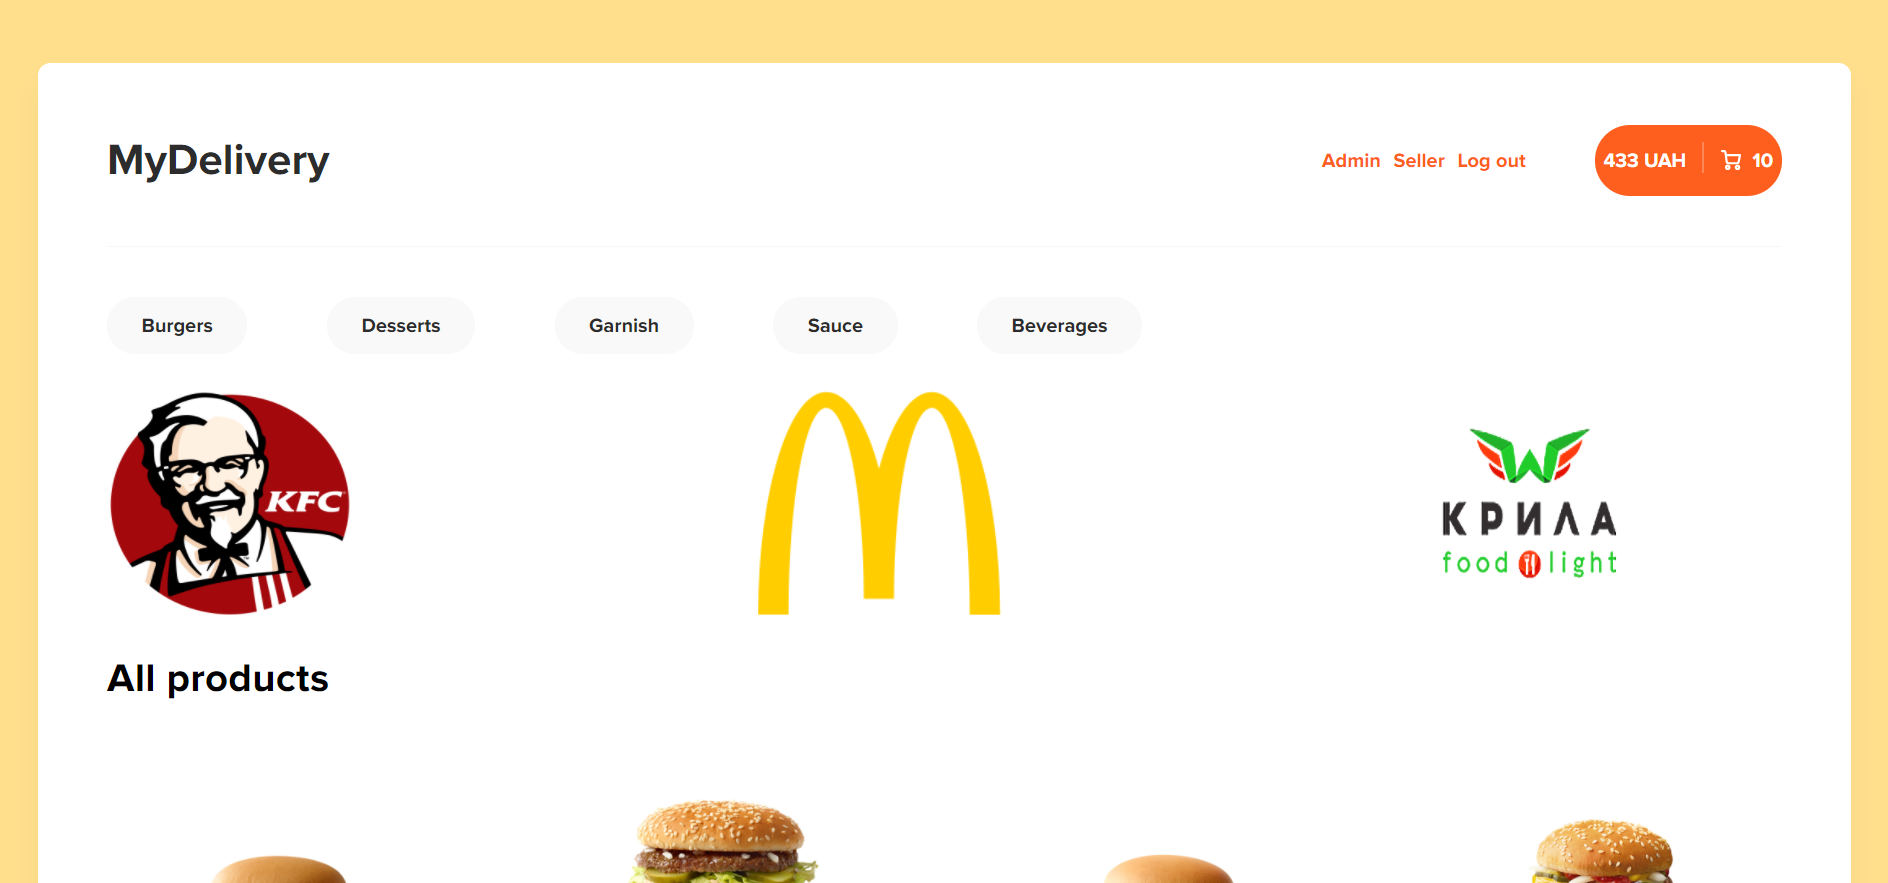 MyDelivery
Admin Seller Log out
433 UAH 10
Burgers Desserts Garnish Sauce Beverages
KFC
КРИЛА
food light
All products